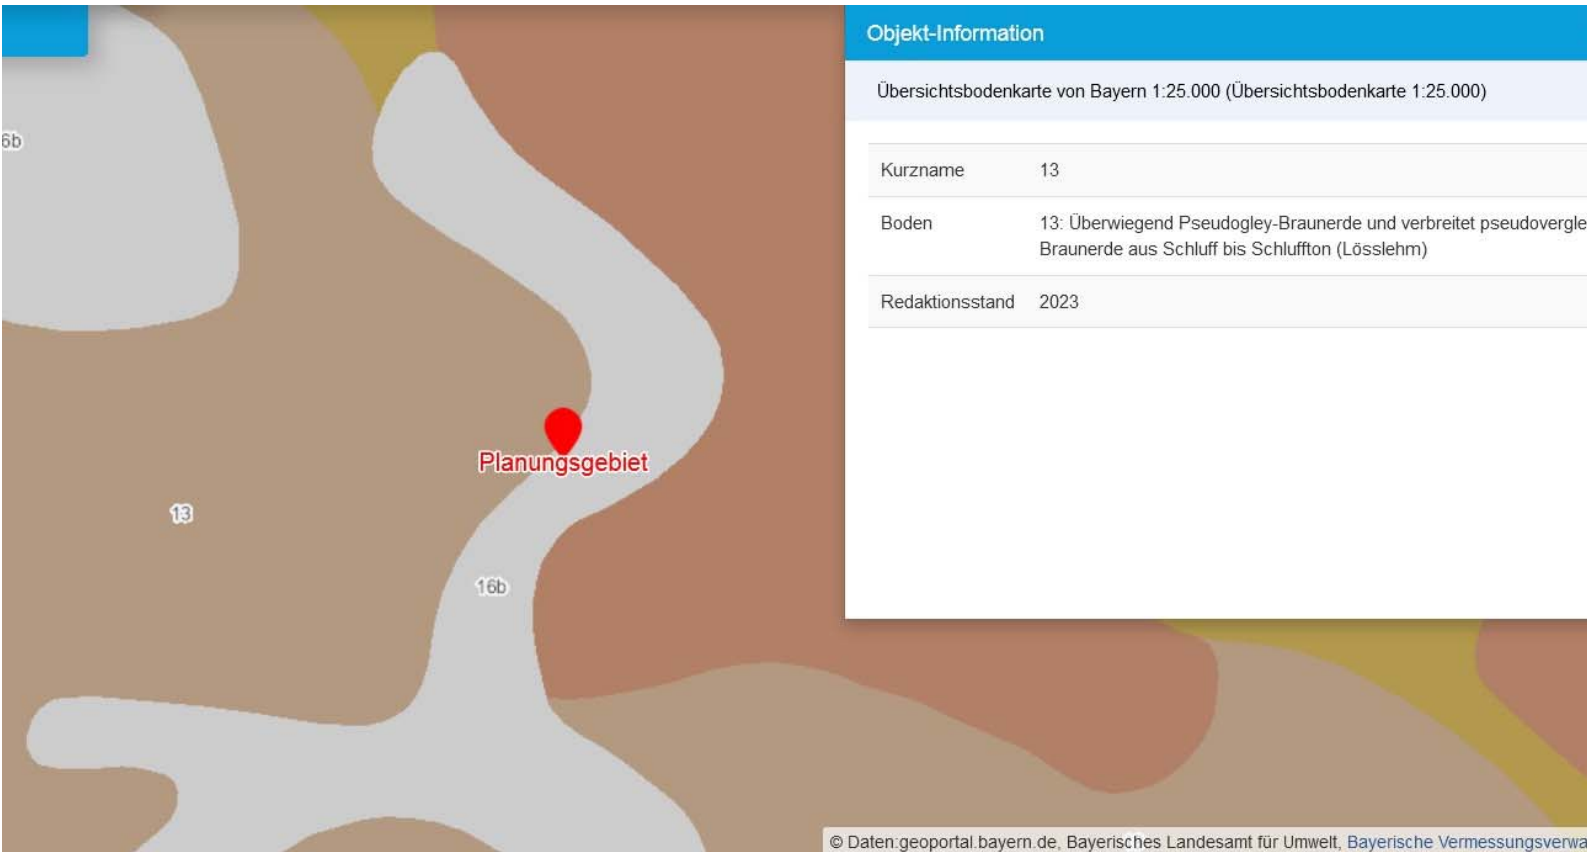 Objekt-Information
Übersichtsbodenkarte von Bayern 1:25.000 (Übersichtsbodenkarte 1:25.000)
6b
Kurzname 13
Boden 13: Überwiegend Pseudogley-Braunerde und verbreitet pseudovergle
Braunerde aus Schluff bis Schluffton (Lösslehm)
Redaktionsstand 2023
Planungsgebiet
13
16b
© Daten:geoportal.bayern.de, Bayerisches Landesamt für Umwelt, Bayerische Vermessungsverwa